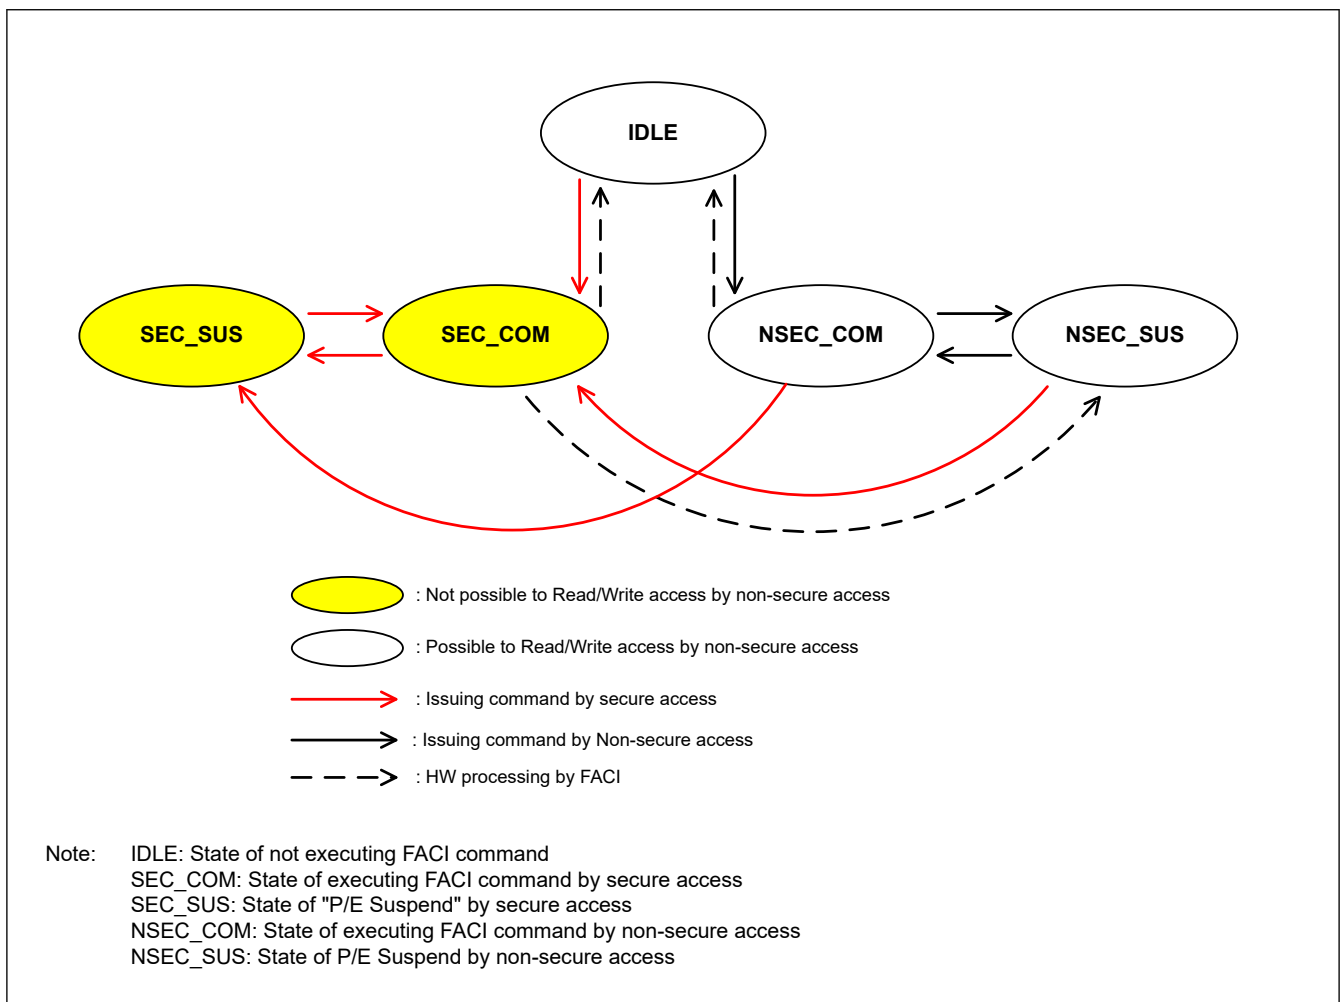 IDLE
SEC_SUS
SEC_COM
NSEC_COM
NSEC_SUS
: Not possible to Read/Write access by non-secure access
: Possible to Read/Write access by non-secure access
: Issuing command by secure access
: Issuing command by Non-secure access
: HW processing by FACI
Note: IDLE: State of not executing FACI command
SEC_COM: State of executing FACI command by secure access
SEC_SUS: State of "P/E Suspend" by secure access
NSEC_COM: State of executing FACI command by non-secure access
NSEC_SUS: State of P/E Suspend by non-secure access